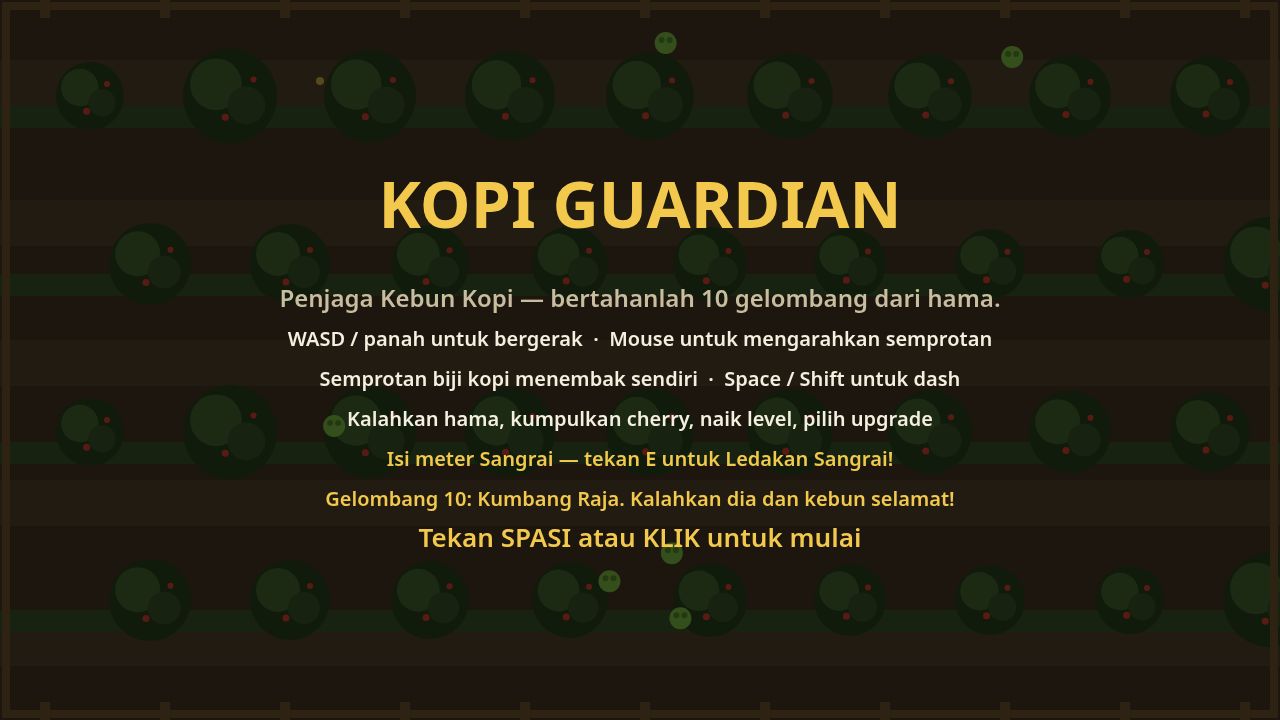 KOPI GUARDIAN
Penjaga Kebun Kopi — bertahanlah 10 gelombang dari hama.
WASD / panah untuk bergerak · Mouse untuk mengarahkan semprotan
Semprotan biji kopi menembak sendiri · Space / Shift untuk dash
Kalahkan hama, kumpulkan cherry, naik level, pilih upgrade
Isi meter Sangrai — tekan E untuk Ledakan Sangrai!
Gelombang 10: Kumbang Raja. Kalahkan dia dan kebun selamat!
Tekan SPASI atau KLIK untuk mulai